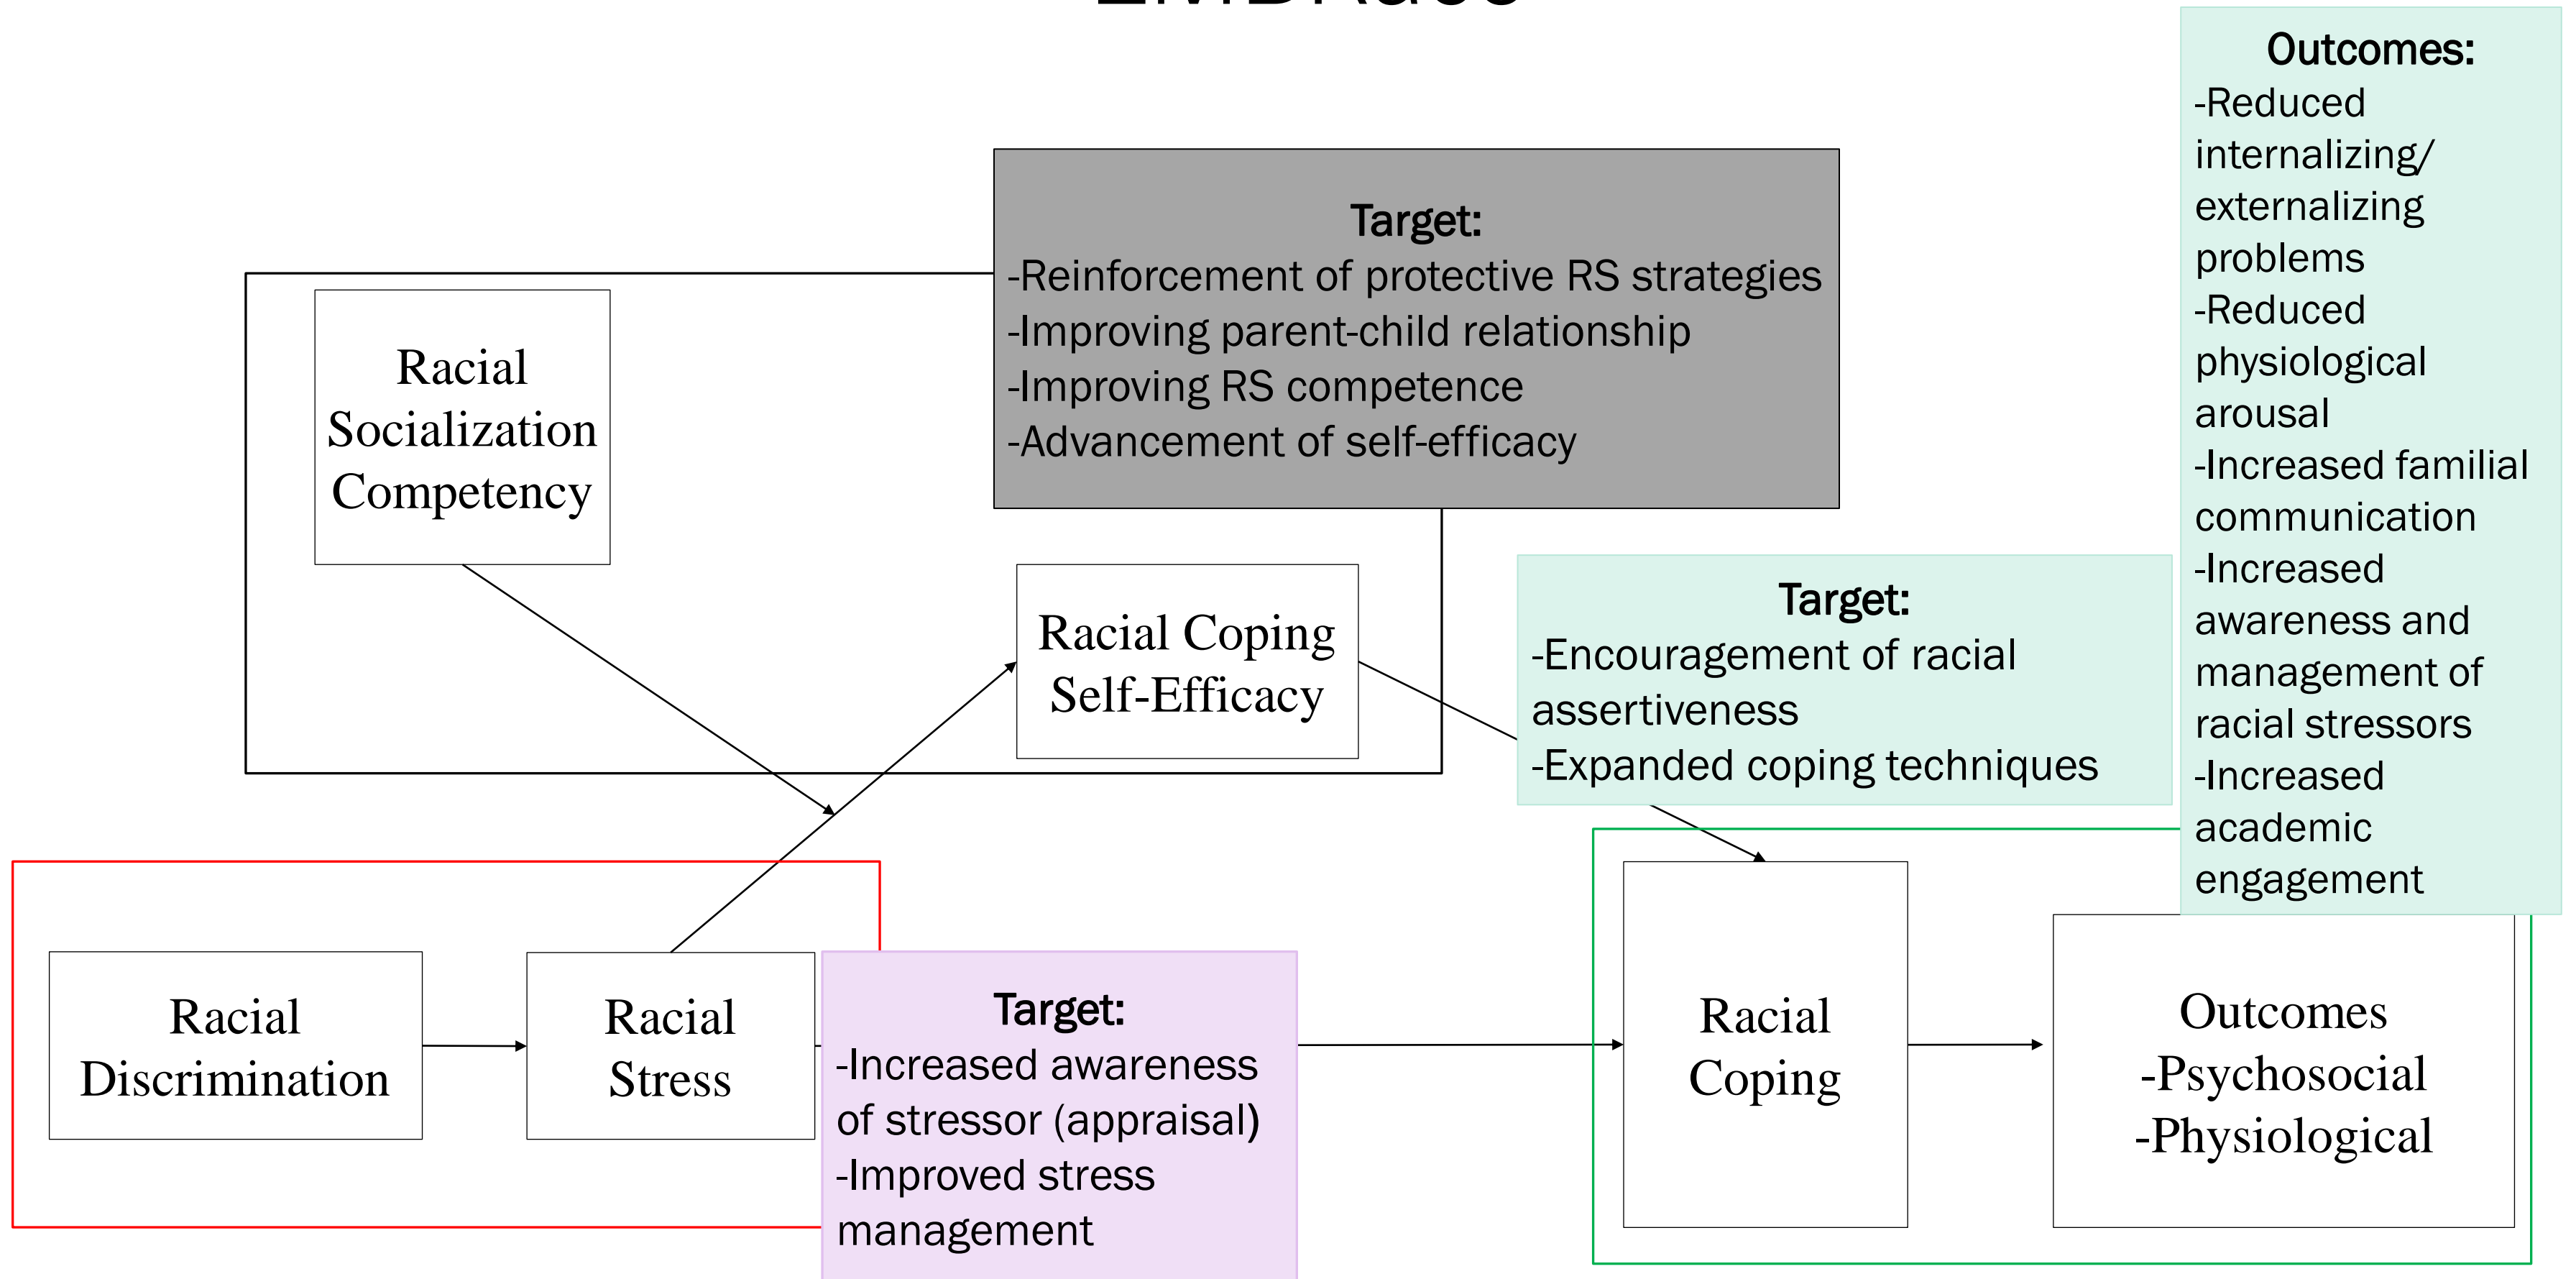 EMBRace
Outcomes:
-Reduced
internalizing/
externalizing
problems
-Reduced
physiological
arousal
-Increased familial
communication
-Increased
awareness and
management of
racial stressors
-Increased
academic
engagement
Target:
-Reinforcement of protective RS strategies
-Improving parent-child relationship
-Improving RS competence
-Advancement of self-efficacy
Racial
Socialization
Competency
Racial Coping
Self-Efficacy
Target:
-Encouragement of racial
assertiveness
-Expanded coping techniques
Racial
Discrimination
Racial
Stress
Target:
-Increased awareness
of stressor (appraisal)
-Improved stress
management
Racial
Coping
Outcomes
-Psychosocial
-Physiological